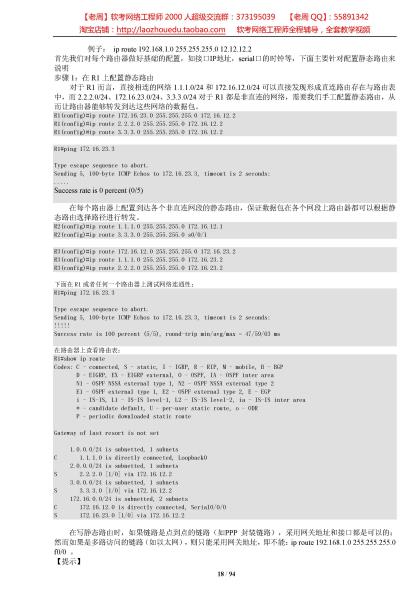 【老周】软考网络工程师 2000 人超级交流群：373195039 【老周 QQ】：55891342
淘宝店铺：http://laozhouedu.taobao.com 软考网络工程师全程辅导，全套教学视频
例子： ip route 192.168.1.0 255.255.255.0 12.12.12.2
首先我们对每个路由器做好基础的配置，如接口IP地址，serial口的时钟等，下面主要针对配置静态路由来
说明
步骤 1：在 R1 上配置静态路由
对于 R1 而言，直接相连的网络 1.1.1.0/24 和 172.16.12.0/24 可以直接发现形成直连路由存在与路由表
中。而 2.2.2.0/24、172.16.23.0/24、3.3.3.0/24 对于 R1 都是非直连的网络，需要我们手工配置静态路由，从
而让路由器能够转发到达这些网络的数据包。
R1(config)#ip route 172.16.23.0 255.255.255.0 172.16.12.2
R1(config)#ip route 2.2.2.0 255.255.255.0 172.16.12.2
R1(config)#ip route 3.3.3.0 255.255.255.0 172.16.12.2
R1#ping 172.16.23.3
Type escape sequence to abort.
Sending 5, 100-byte ICMP Echos to 172.16.23.3, timeout is 2 seconds:
.....
Success rate is 0 percent (0/5)
在每个路由器上配置到达各个非直连网段的静态路由，保证数据包在各个网段上路由器都可以根据静
态路由选择路径进行转发。
R2(config)#ip route 1.1.1.0 255.255.255.0 172.16.12.1
R2(config)#ip route 3.3.3.0 255.255.255.0 s0/0/1
R3(config)#ip route 172.16.12.0 255.255.255.0 172.16.23.2
R3(config)#ip route 1.1.1.0 255.255.255.0 172.16.23.2
R3(config)#ip route 2.2.2.0 255.255.255.0 172.16.23.2
下面在 R1 或者任何一个路由器上测试网络连通性：
R1#ping 172.16.23.3
Type escape sequence to abort.
Sending 5, 100-byte ICMP Echos to 172.16.23.3, timeout is 2 seconds:
!!!!!
Success rate is 100 percent (5/5), round-trip min/avg/max = 47/59/63 ms
在路由器上查看路由表：
R1#show ip route
Codes: C - connected, S - static, I - IGRP, R - RIP, M - mobile, B - BGP
D - EIGRP, EX - EIGRP external, O - OSPF, IA - OSPF inter area
N1 - OSPF NSSA external type 1, N2 - OSPF NSSA external type 2
E1 - OSPF external type 1, E2 - OSPF external type 2, E - EGP
i - IS-IS, L1 - IS-IS level-1, L2 - IS-IS level-2, ia - IS-IS inter area
* - candidate default, U - per-user static route, o - ODR
P - periodic downloaded static route
Gateway of last resort is not set
1.0.0.0/24 is subnetted, 1 subnets
C 1.1.1.0 is directly connected, Loopback0
2.0.0.0/24 is subnetted, 1 subnets
S 2.2.2.0 [1/0] via 172.16.12.2
3.0.0.0/24 is subnetted, 1 subnets
S 3.3.3.0 [1/0] via 172.16.12.2
172.16.0.0/24 is subnetted, 2 subnets
C 172.16.12.0 is directly connected, Serial0/0/0
S 172.16.23.0 [1/0] via 172.16.12.2
在写静态路由时，如果链路是点到点的链路（如PPP 封装链路），采用网关地址和接口都是可以的；
然而如果是多路访问的链路（如以太网），则只能采用网关地址，即不能：ip route 192.168.1.0 255.255.255.0
f0/0 。
【提示】
18 / 94